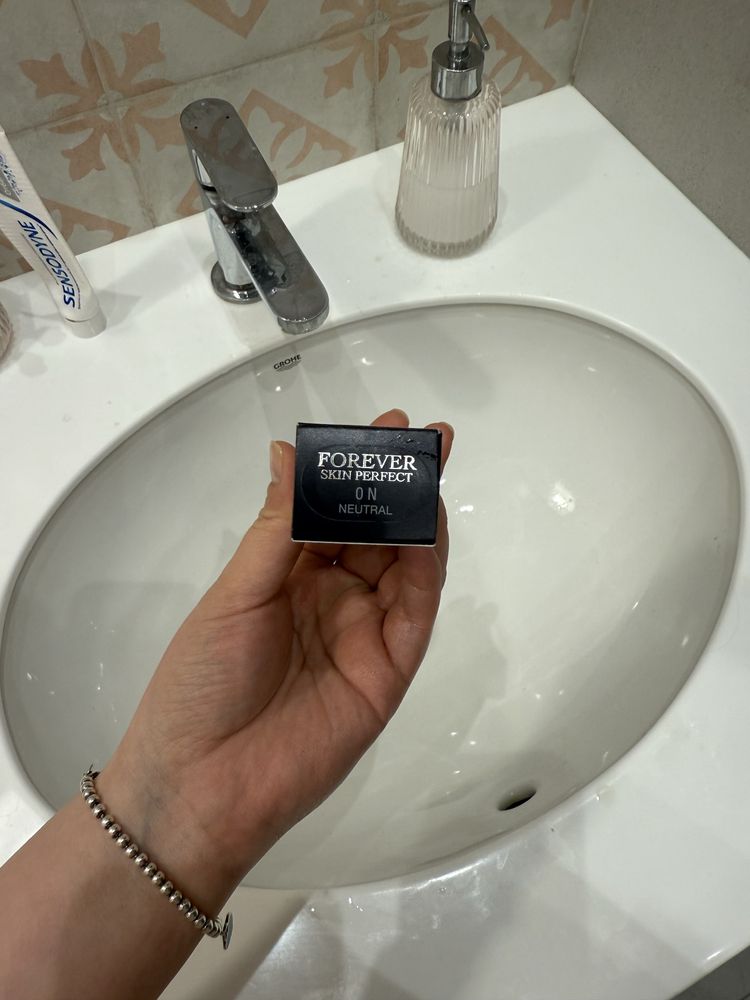 SENSODYNE
GROHE
FOREVER
SKIN PERFECT
0 N
NEUTRAL